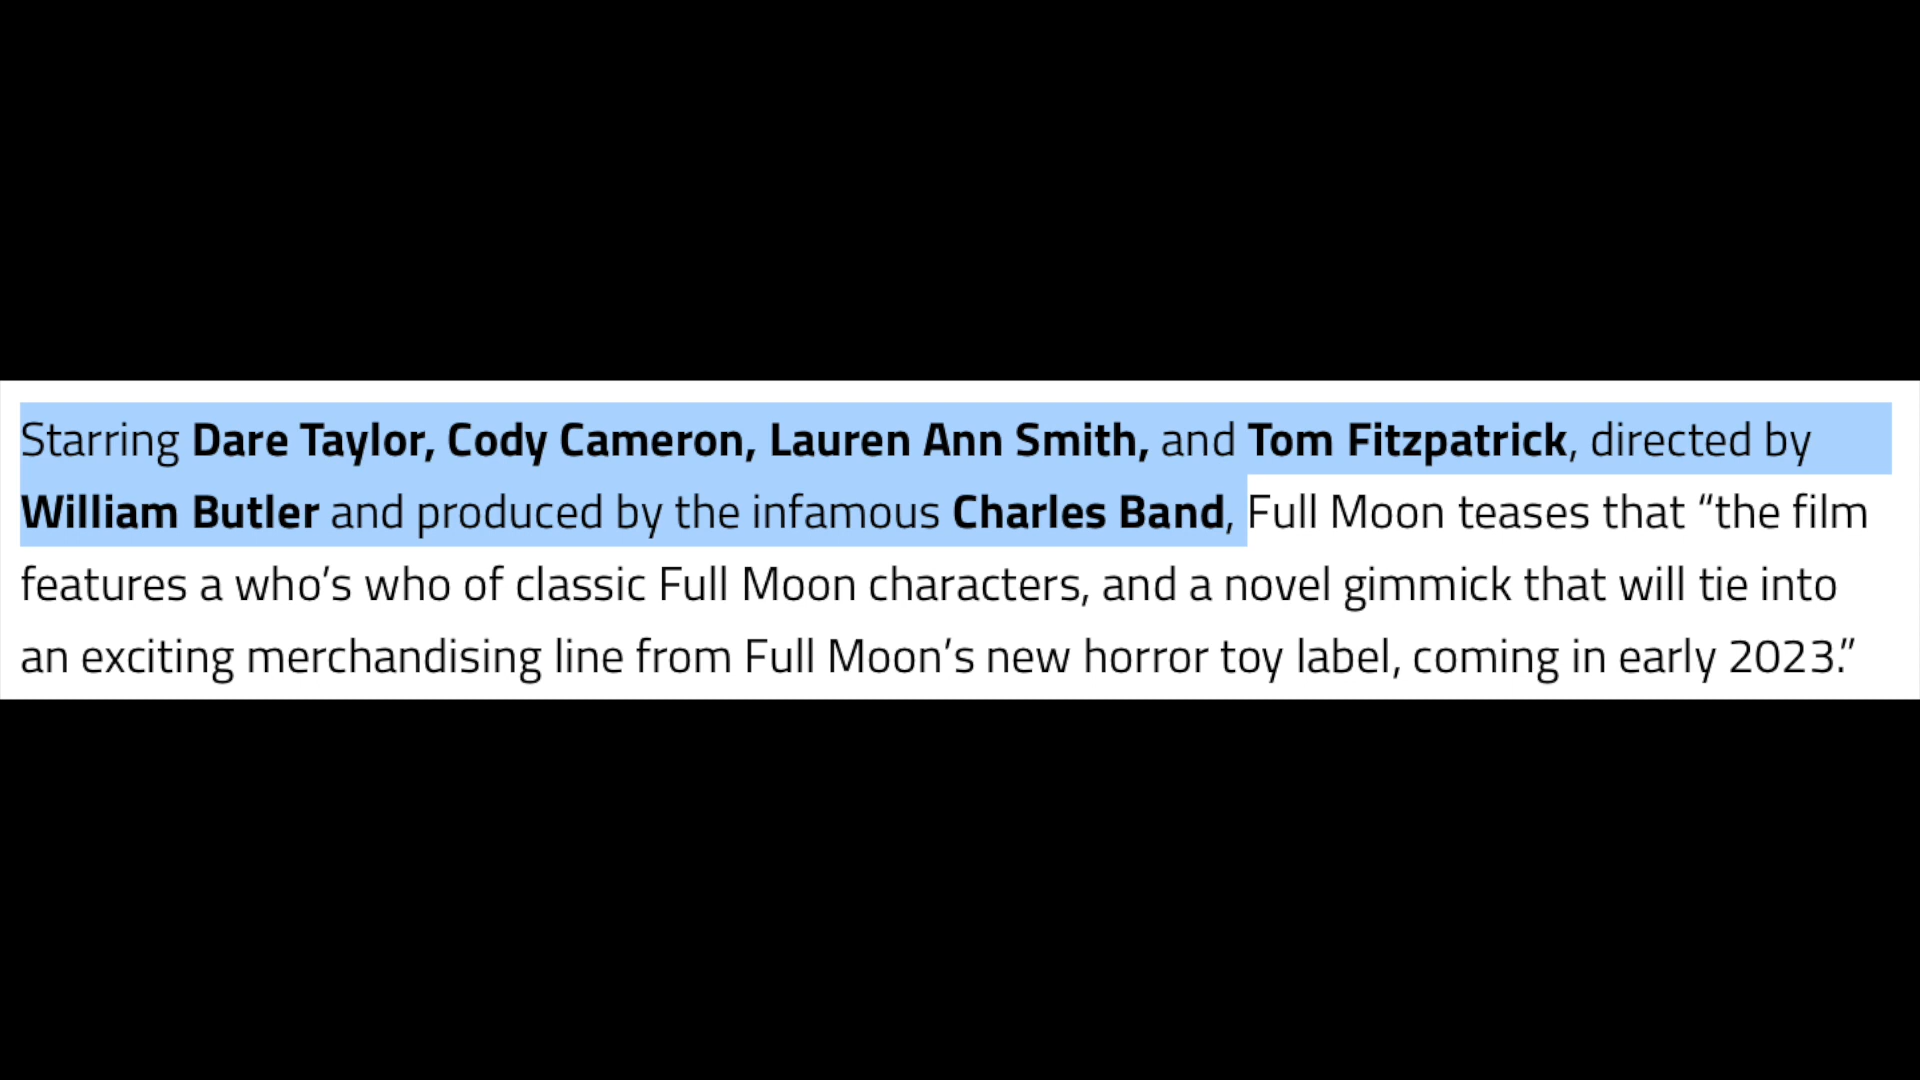 Starring Dare Taylor, Cody Cameron, Lauren Ann Smith, and Tom Fitzpatrick, directed by
William Butler and produced by the infamous Charles Band, Full Moon teases that “the film
features a who’s who of classic Full Moon characters, and a novel gimmick that will tie into
an exciting merchandising line from Full Moon’s new horror toy label, coming in early 2023.”